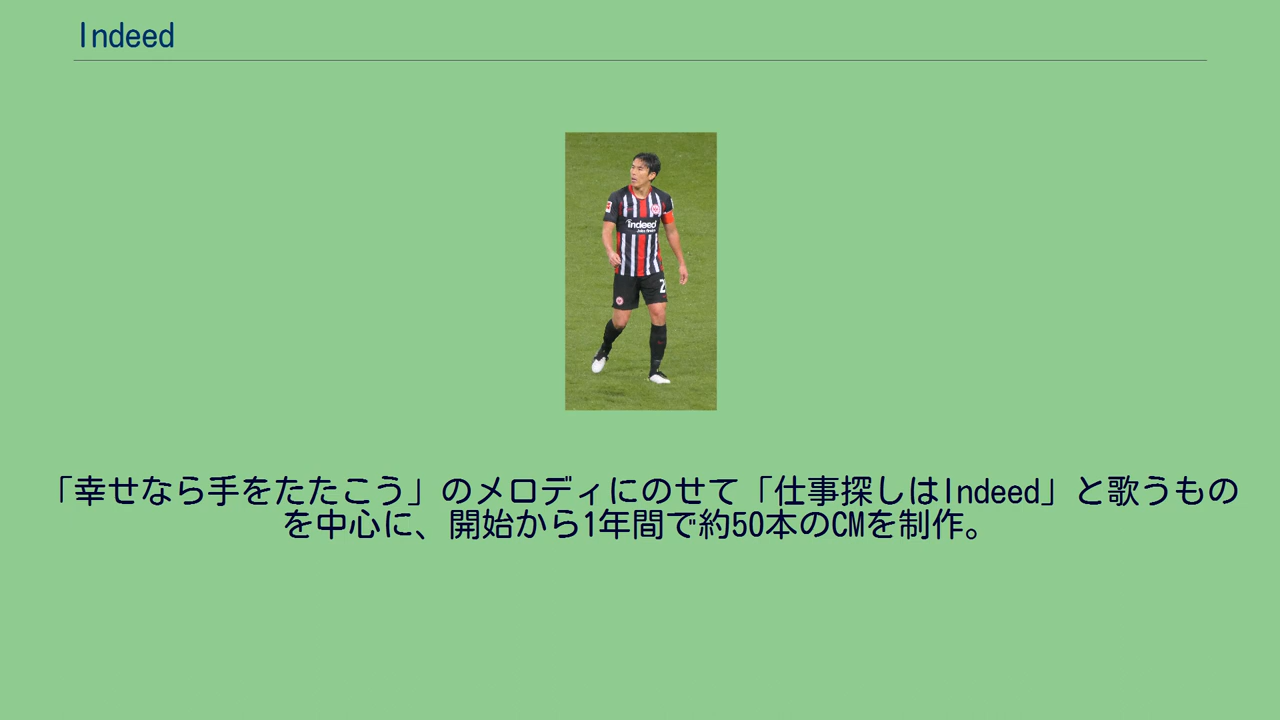 Indeed
Indeed
2
「幸せなら手をたたこう」のメロディにのせて「仕事探しはIndeed」と歌うもの
を中心に、開始から1年間で約50本のCMを制作。